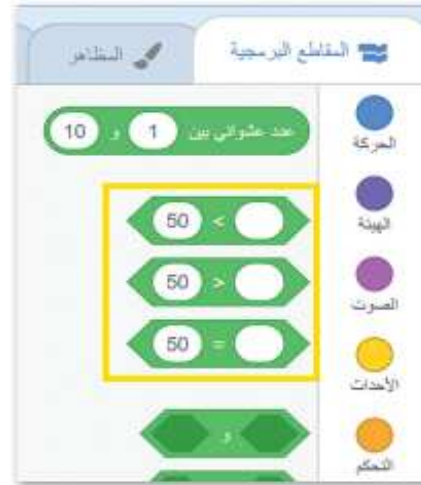 المقاطع البرمجية
المظاهر
الحركة
الهيئة
الصوت
الأحداث
التحكم
عدد عشوائي بين 1 و 10
50 < 
50 > 
50 = 
و